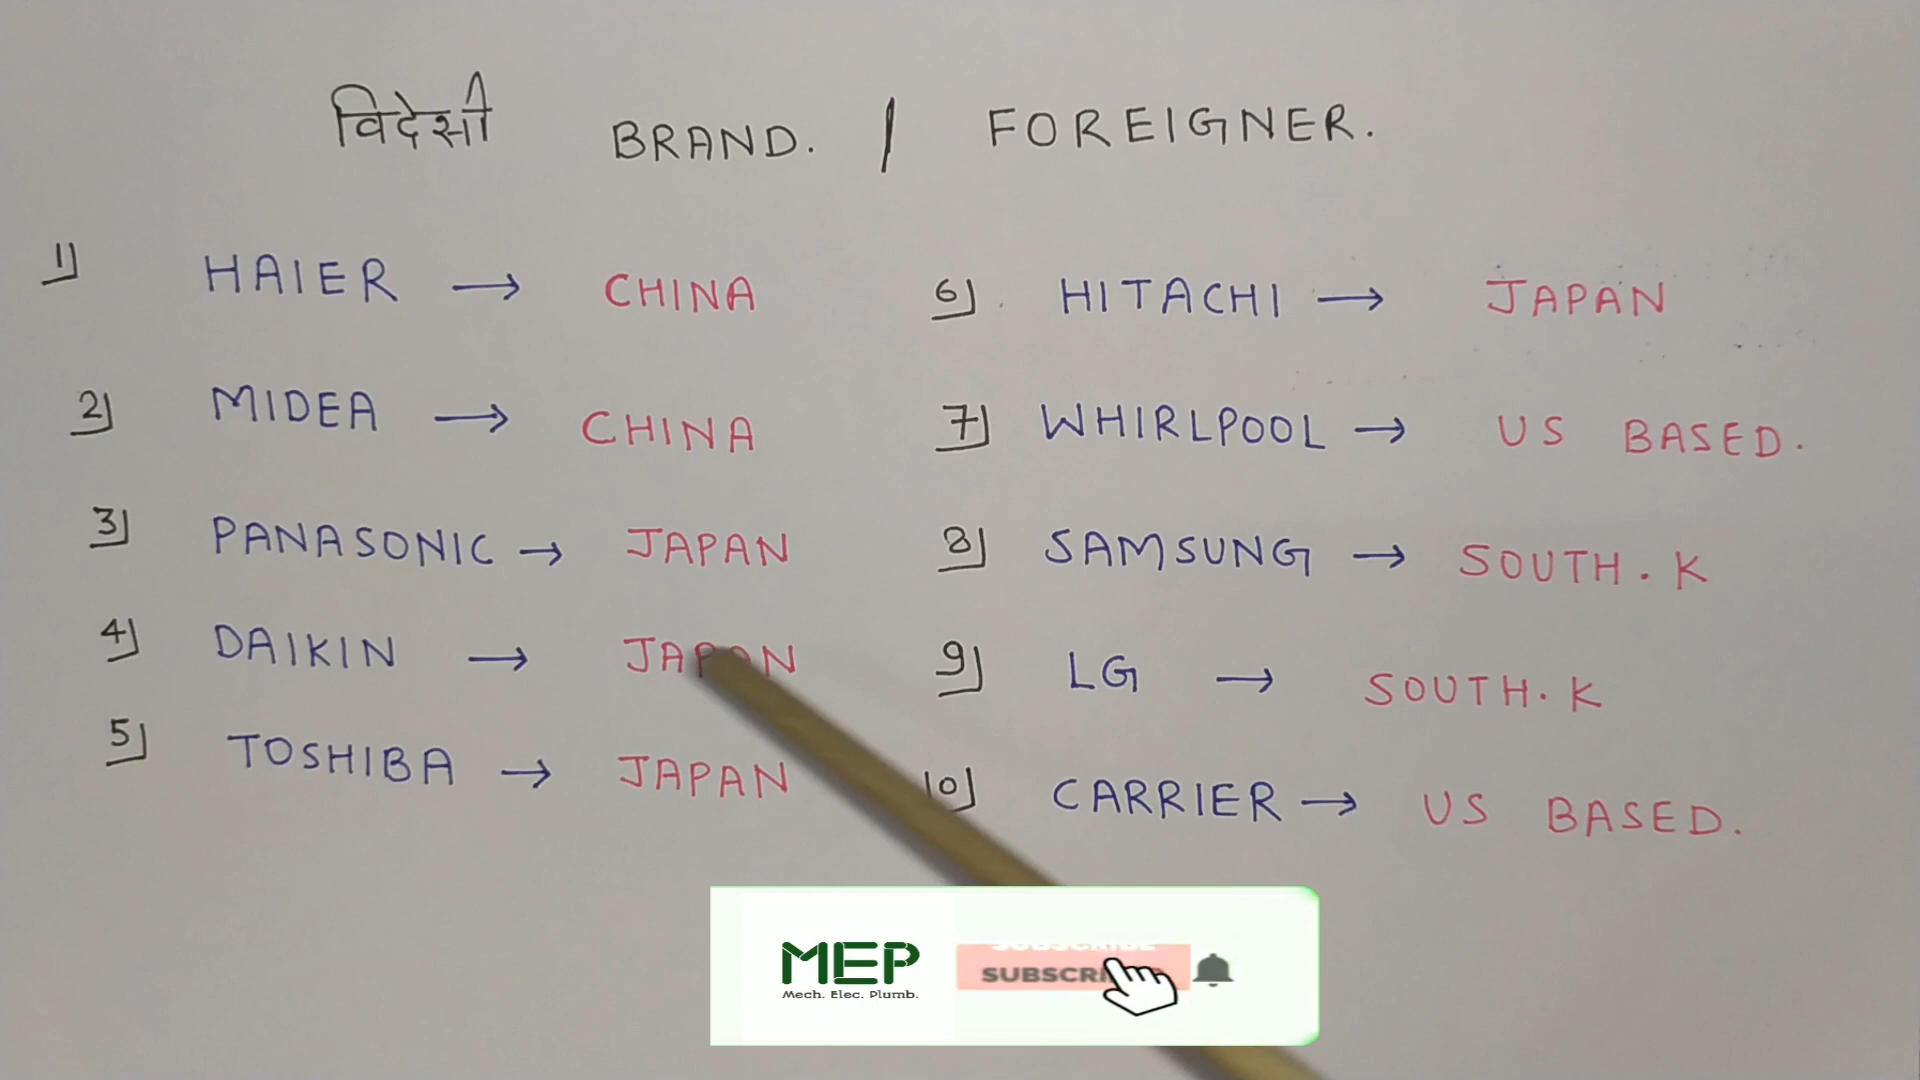 विदेसी BRAND. / FOREIGNER.
1) HAIER → CHINA
2) MIDEA → CHINA
3) PANASONIC → JAPAN
4) DAIKIN → JAPAN
5) TOSHIBA → JAPAN
6) HITACHI → JAPAN
7) WHIRLPOOL → US BASED.
8) SAMSUNG → SOUTH. K
9) LG → SOUTH. K
10) CARRIER → US BASED.
MEP
Mech. Elec. Plumb.
SUBSCRIBE